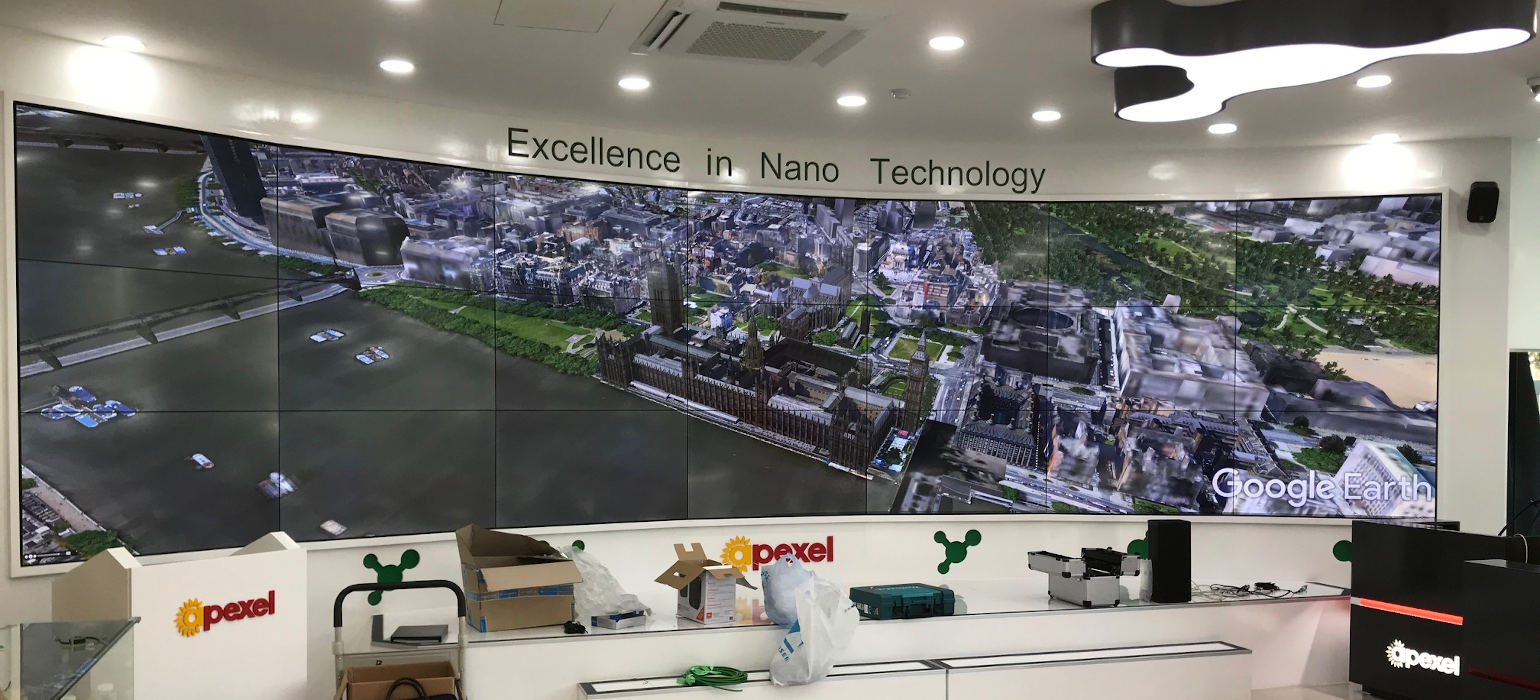 Excellence in Nano Technology
Google Earth
apexel
apexel
apexel